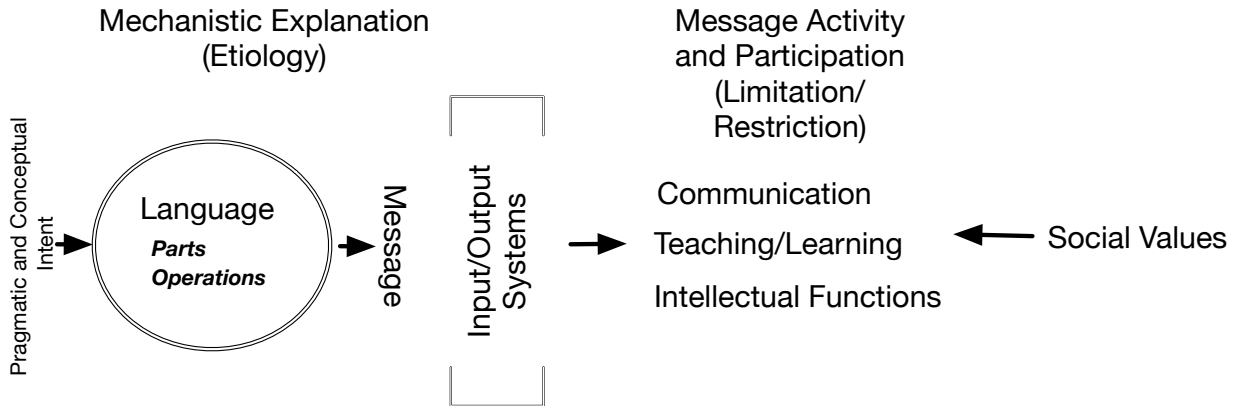 Mechanistic Explanation
(Etiology)
Message Activity
and Participation
(Limitation/
Restriction)
Pragmatic and Conceptual
Intent
Language
Parts
Operations
Message
Input/Output
Systems
Communication
Teaching/Learning
Intellectual Functions
Social Values